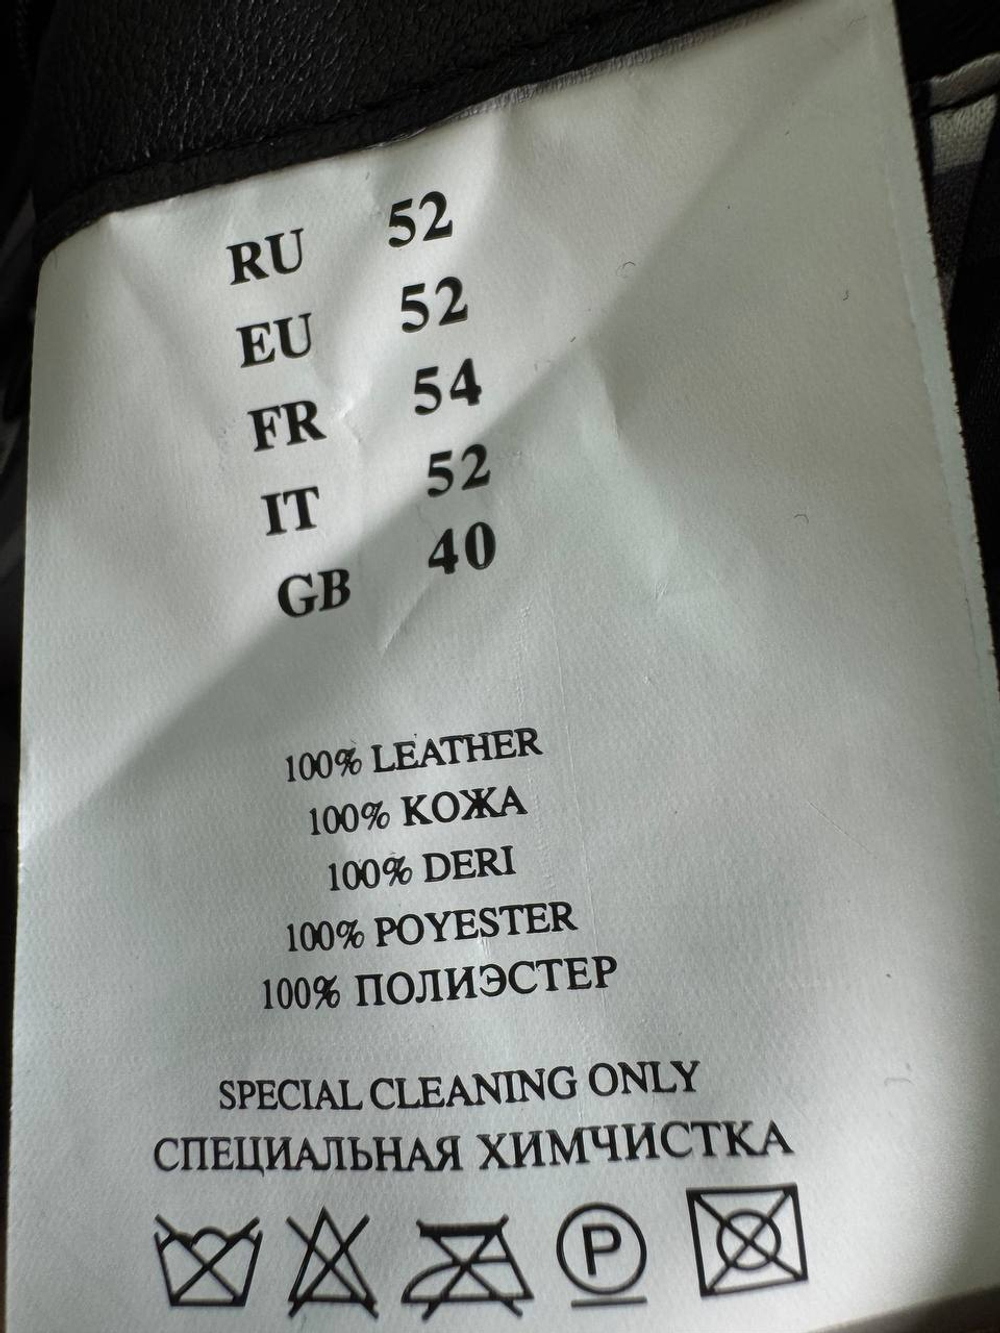 RU 52
EU 52
FR 54
IT 52
GB 40
100% LEATHER
100% КОЖА
100% DERI
100% POYESTER
100% ПОЛИЭСТЕР
SPECIAL CLEANING ONLY
СПЕЦИАЛЬНАЯ ХИМЧИСТКА
P